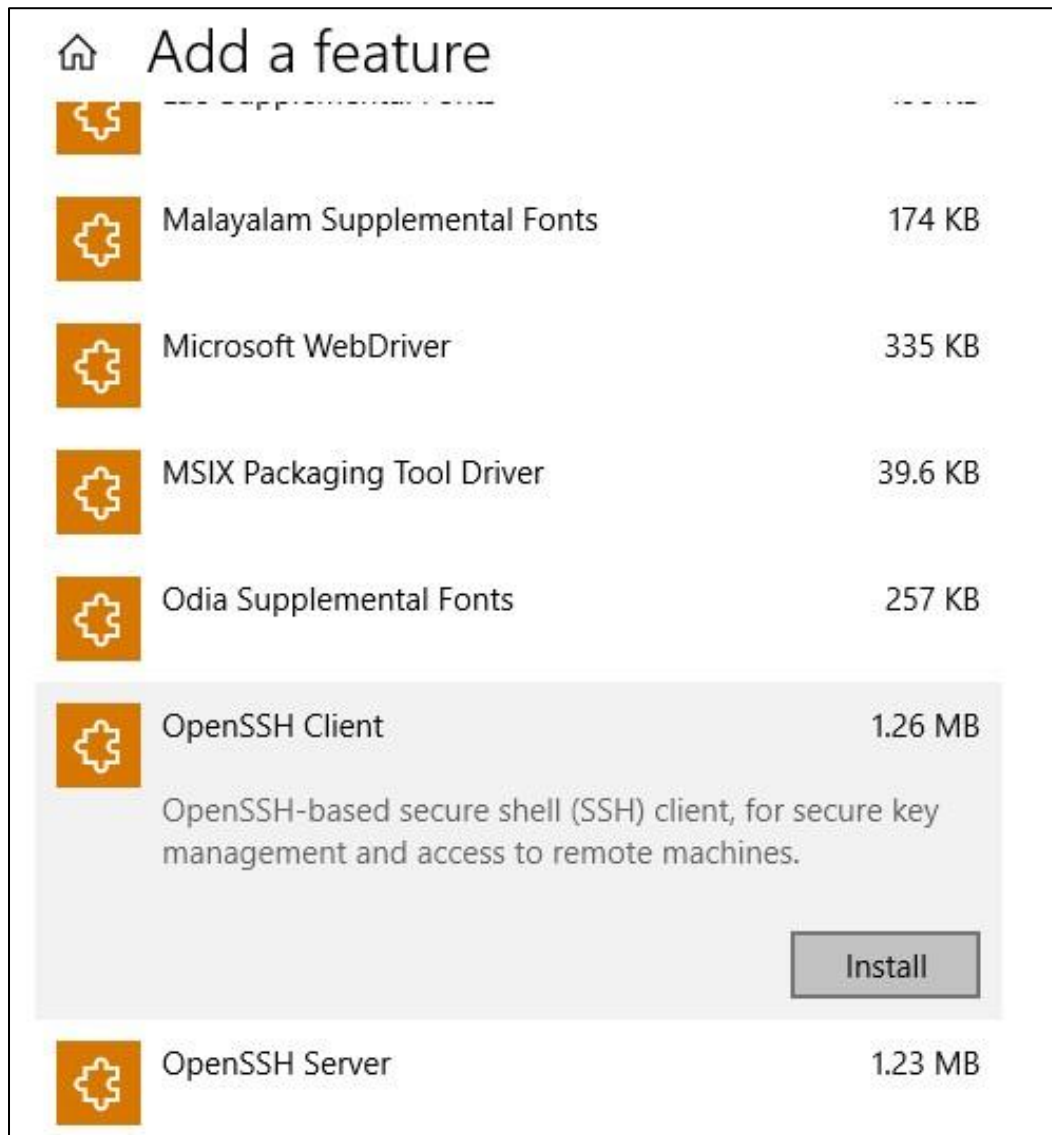 Add a feature
Supplemental Fonts
Malayalam Supplemental Fonts 174 KB
Microsoft WebDriver 335 KB
MSIX Packaging Tool Driver 39.6 KB
Odia Supplemental Fonts 257 KB
OpenSSH Client 1.26 MB
OpenSSH-based secure shell (SSH) client, for secure key
management and access to remote machines.
Install
OpenSSH Server 1.23 MB